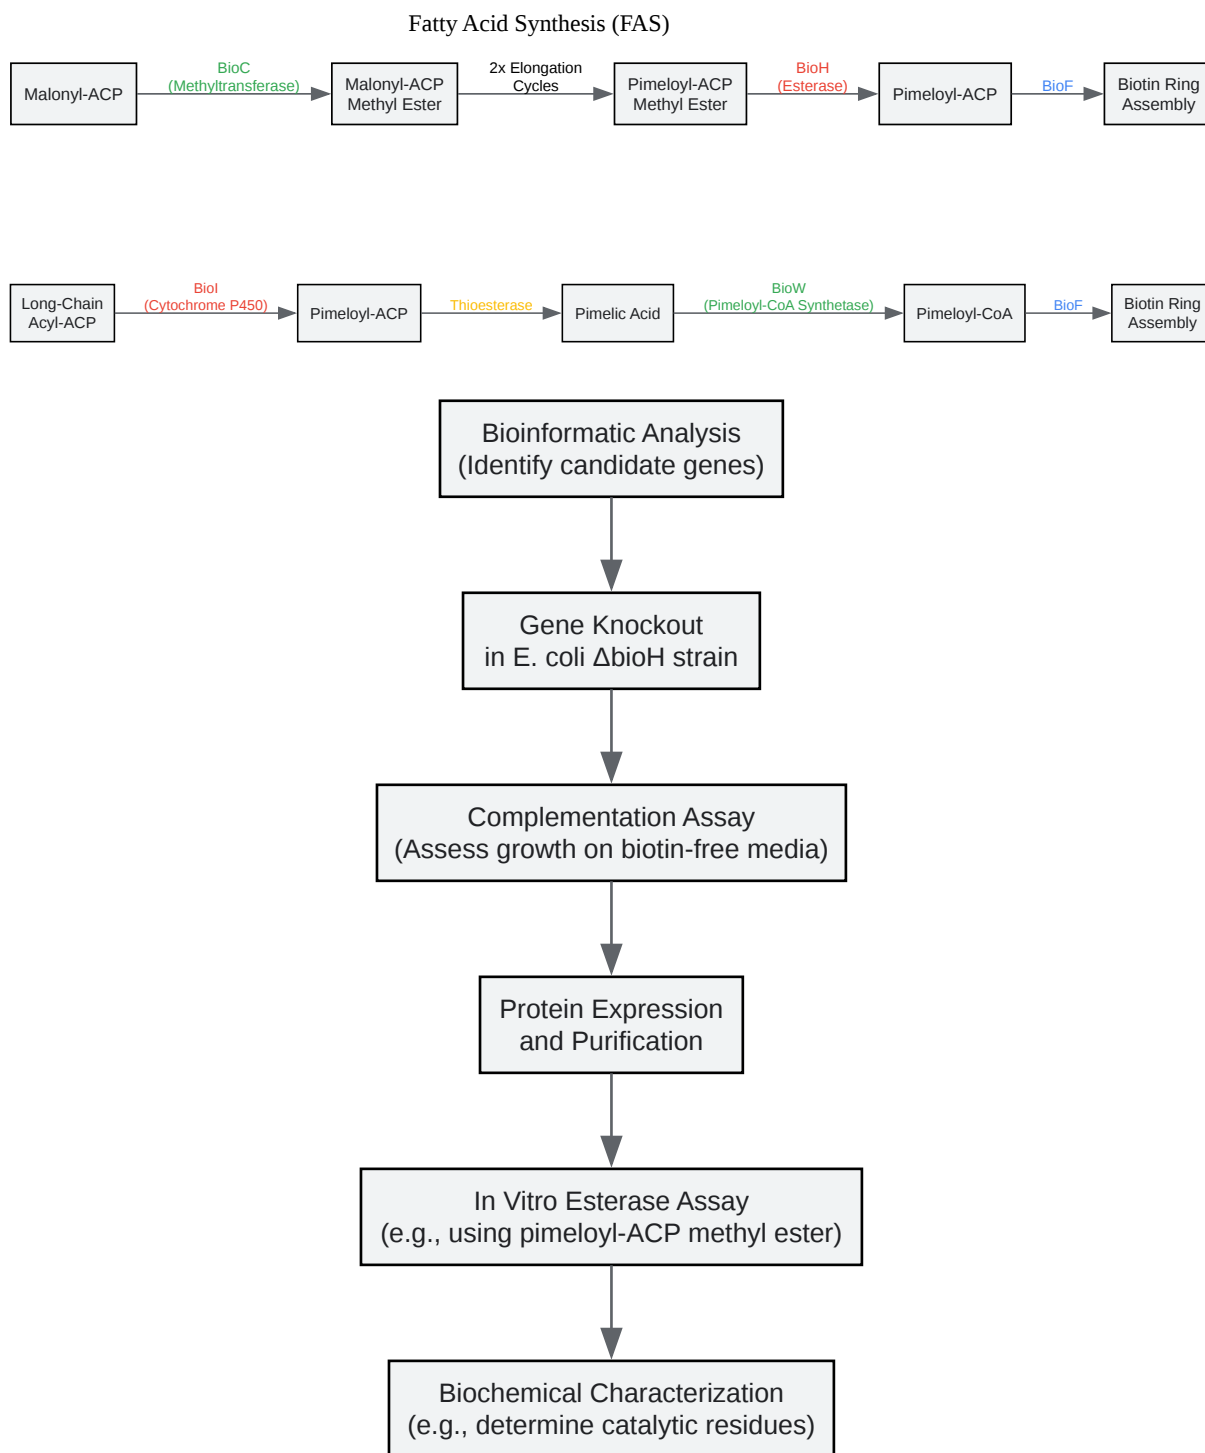 Fatty Acid Synthesis (FAS)
Malonyl-ACP
BioC
(Methyltransferase)
Malonyl-ACP
Methyl Ester
2x Elongation
Cycles
Pimeloyl-ACP
Methyl Ester
BioH
(Esterase)
Pimeloyl-ACP
BioF
Biotin Ring
Assembly
Long-Chain
Acyl-ACP
BioI
(Cytochrome P450)
Pimeloyl-ACP
Thioesterase
Pimelic Acid
BioW
(Pimeloyl-CoA Synthetase)
Pimeloyl-CoA
BioF
Biotin Ring
Assembly
Bioinformatic Analysis
(Identify candidate genes)
Gene Knockout
in E. coli ΔbioH strain
Complementation Assay
(Assess growth on biotin-free media)
Protein Expression
and Purification
In Vitro Esterase Assay
(e.g., using pimeloyl-ACP methyl ester)
Biochemical Characterization
(e.g., determine catalytic residues)